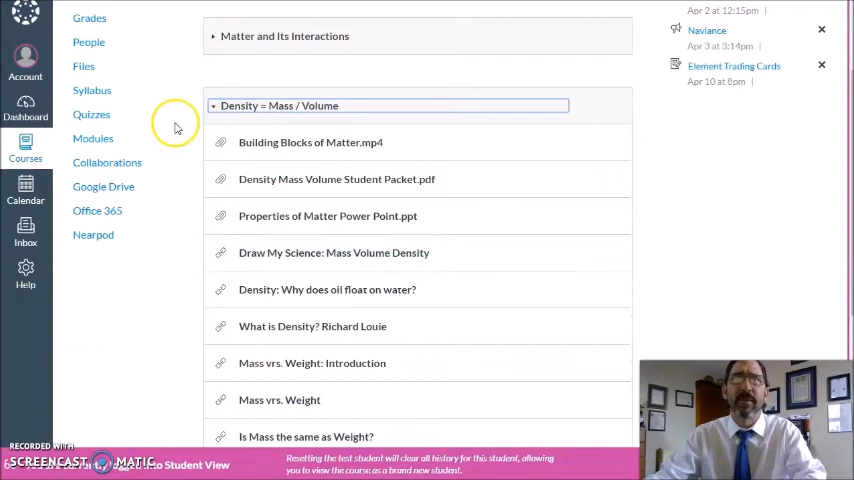 Account
Dashboard
Courses
Calendar
Inbox
Help
Grades
People
Files
Syllabus
Quizzes
Modules
Collaborations
Google Drive
Office 365
Nearpod
Matter and Its Interactions
Density = Mass / Volume
Building Blocks of Matter.mp4
Density Mass Volume Student Packet.pdf
Properties of Matter Power Point.ppt
Draw My Science: Mass Volume Density
Density: Why does oil float on water?
What is Density? Richard Louie
Mass vrs. Weight: Introduction
Mass vrs. Weight
Is Mass the same as Weight?
Apr 2 at 12:15pm |
Naviance
Apr 3 at 3:14pm |
Element Trading Cards
Apr 10 at 8pm |
RECORDED WITH
SCREENCAST MATIC
logged into Student View
Resetting the test student will clear all history for this student, allowing
you to view the course as a brand new student.